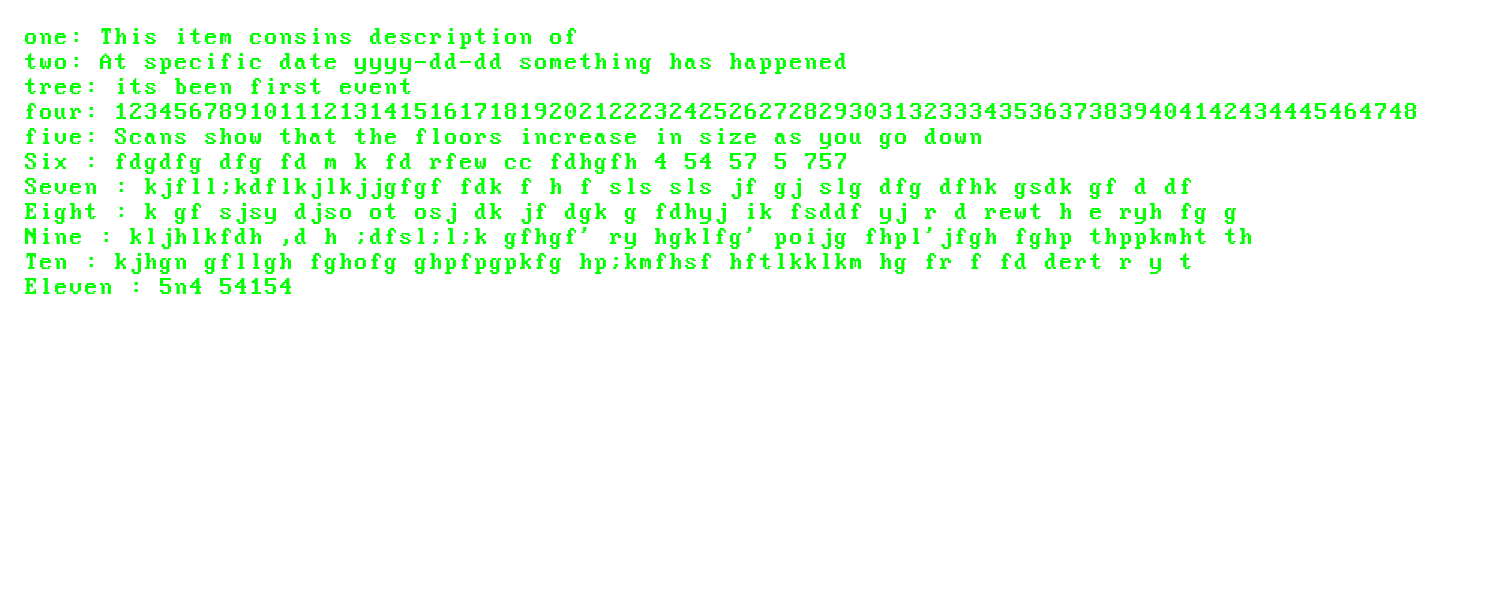 one: This item consins description of
two: At specific date yyyy-dd-dd something has happened
tree: its been first event
four: 123456789101112131415161718192021222324252627282930313233343536373839404142434445464748
five: Scans show that the floors increase in size as you go down
Six : fdgdfg dfg fd m k fd rfew cc fdhgfh 4 54 57 5 757
Seven : kjfll;kdflkjlkjjgfgf fdk f h f sls sls jf gj slg dfg dfhk gsdk gf d df
Eight : k gf sjsy djso ot osj dk jf dgk g fdhyj ik fsddf yj r d rewt h e ryh fg g
Nine : kljhlkfdh ,d h ;dfsl;l;k gfhgf' ry hgklfg' poijg fhpl'jfgh fghp thppkmht th
Ten : kjhgn gfllgh fghofg ghpfpgpkfg hp;kmfhsf hftlkklkm hg fr f fd dert r y t
Eleven : 5n4 54154